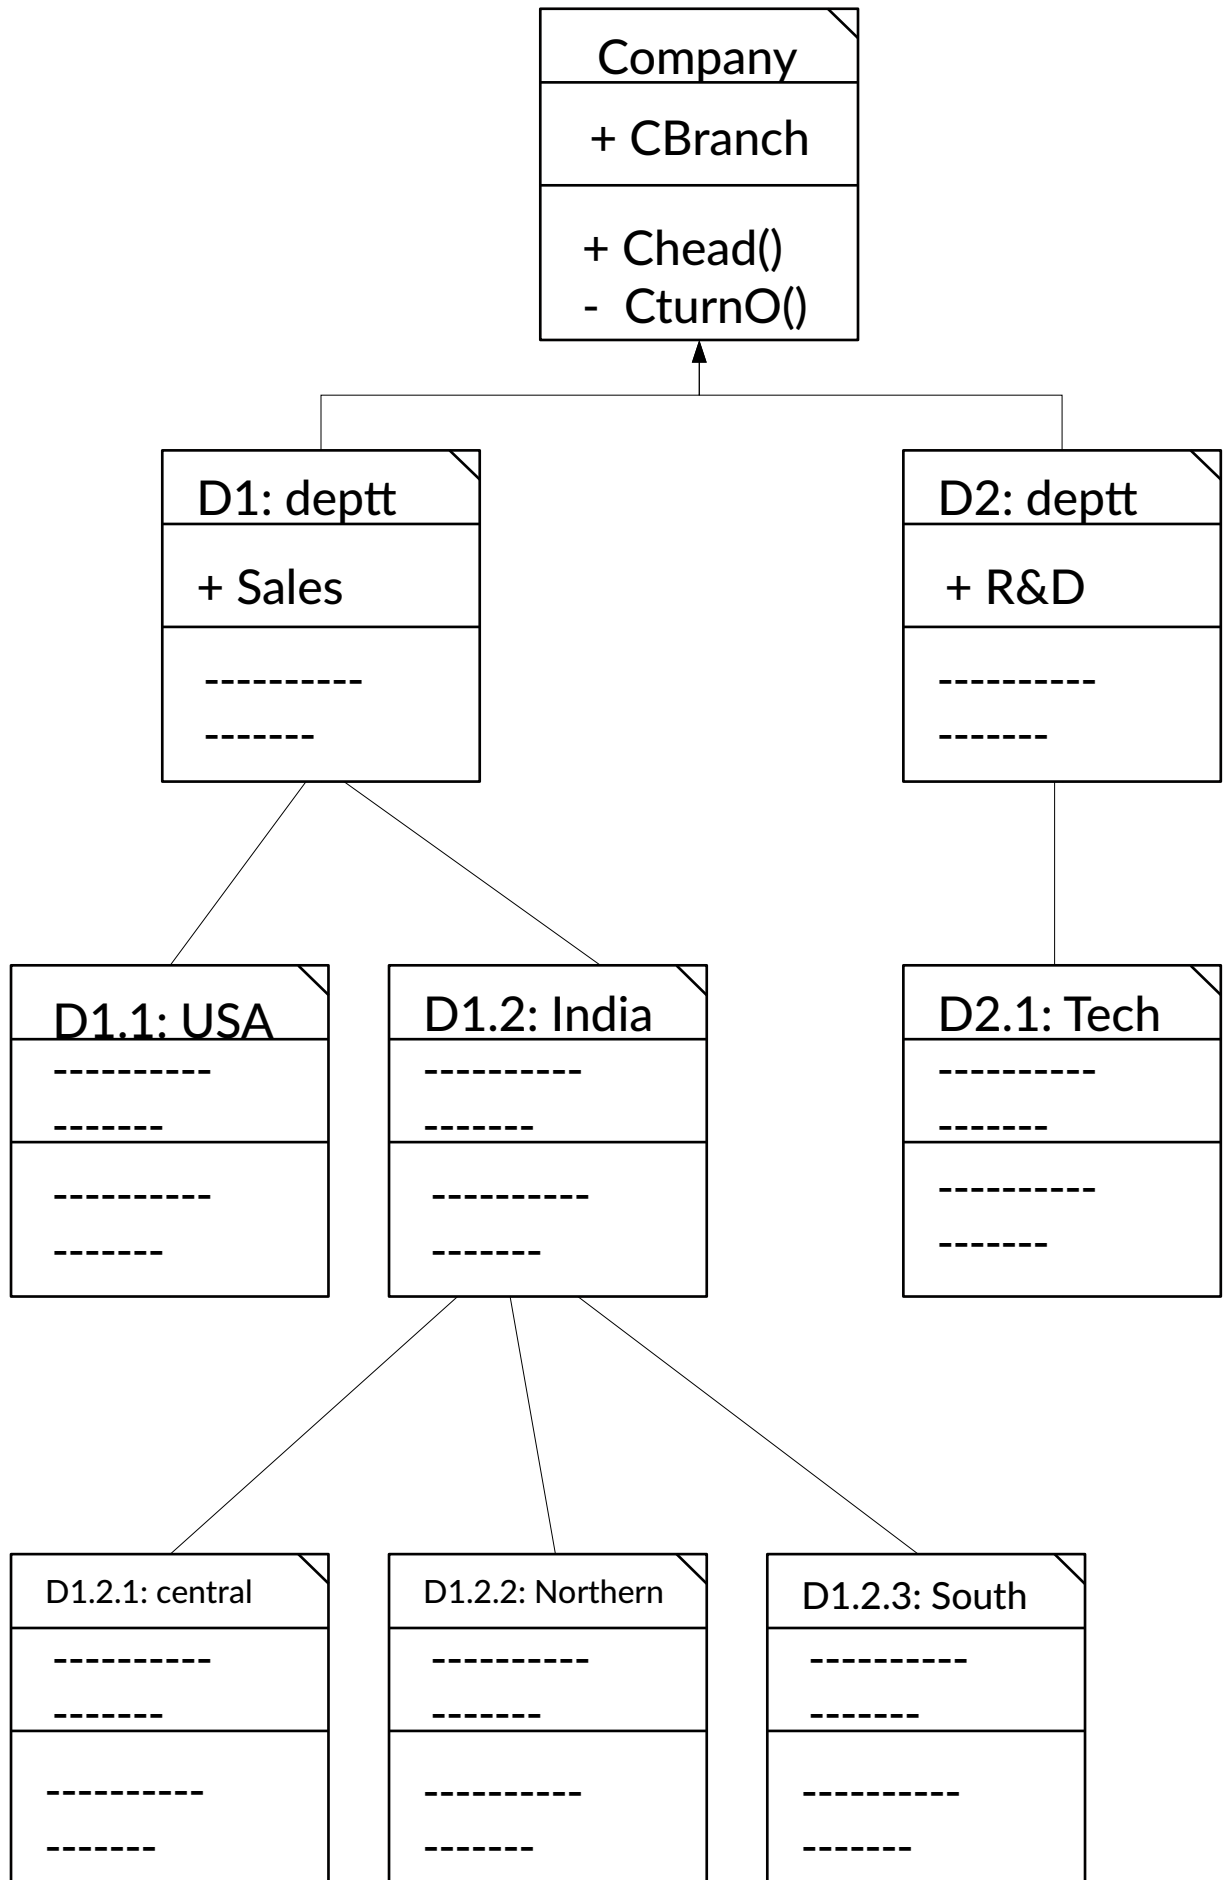 Company
+ CBranch
+ Chead()
- CturnO()
D1: deptt
+ Sales
----------
-------
D2: deptt
+ R&D
----------
-------
D1.1: USA
----------
-------
----------
-------
D1.2: India
----------
-------
----------
-------
D2.1: Tech
----------
-------
----------
-------
D1.2.1: central
----------
-------
----------
-------
D1.2.2: Northern
----------
-------
----------
-------
D1.2.3: South
----------
-------
----------
-------